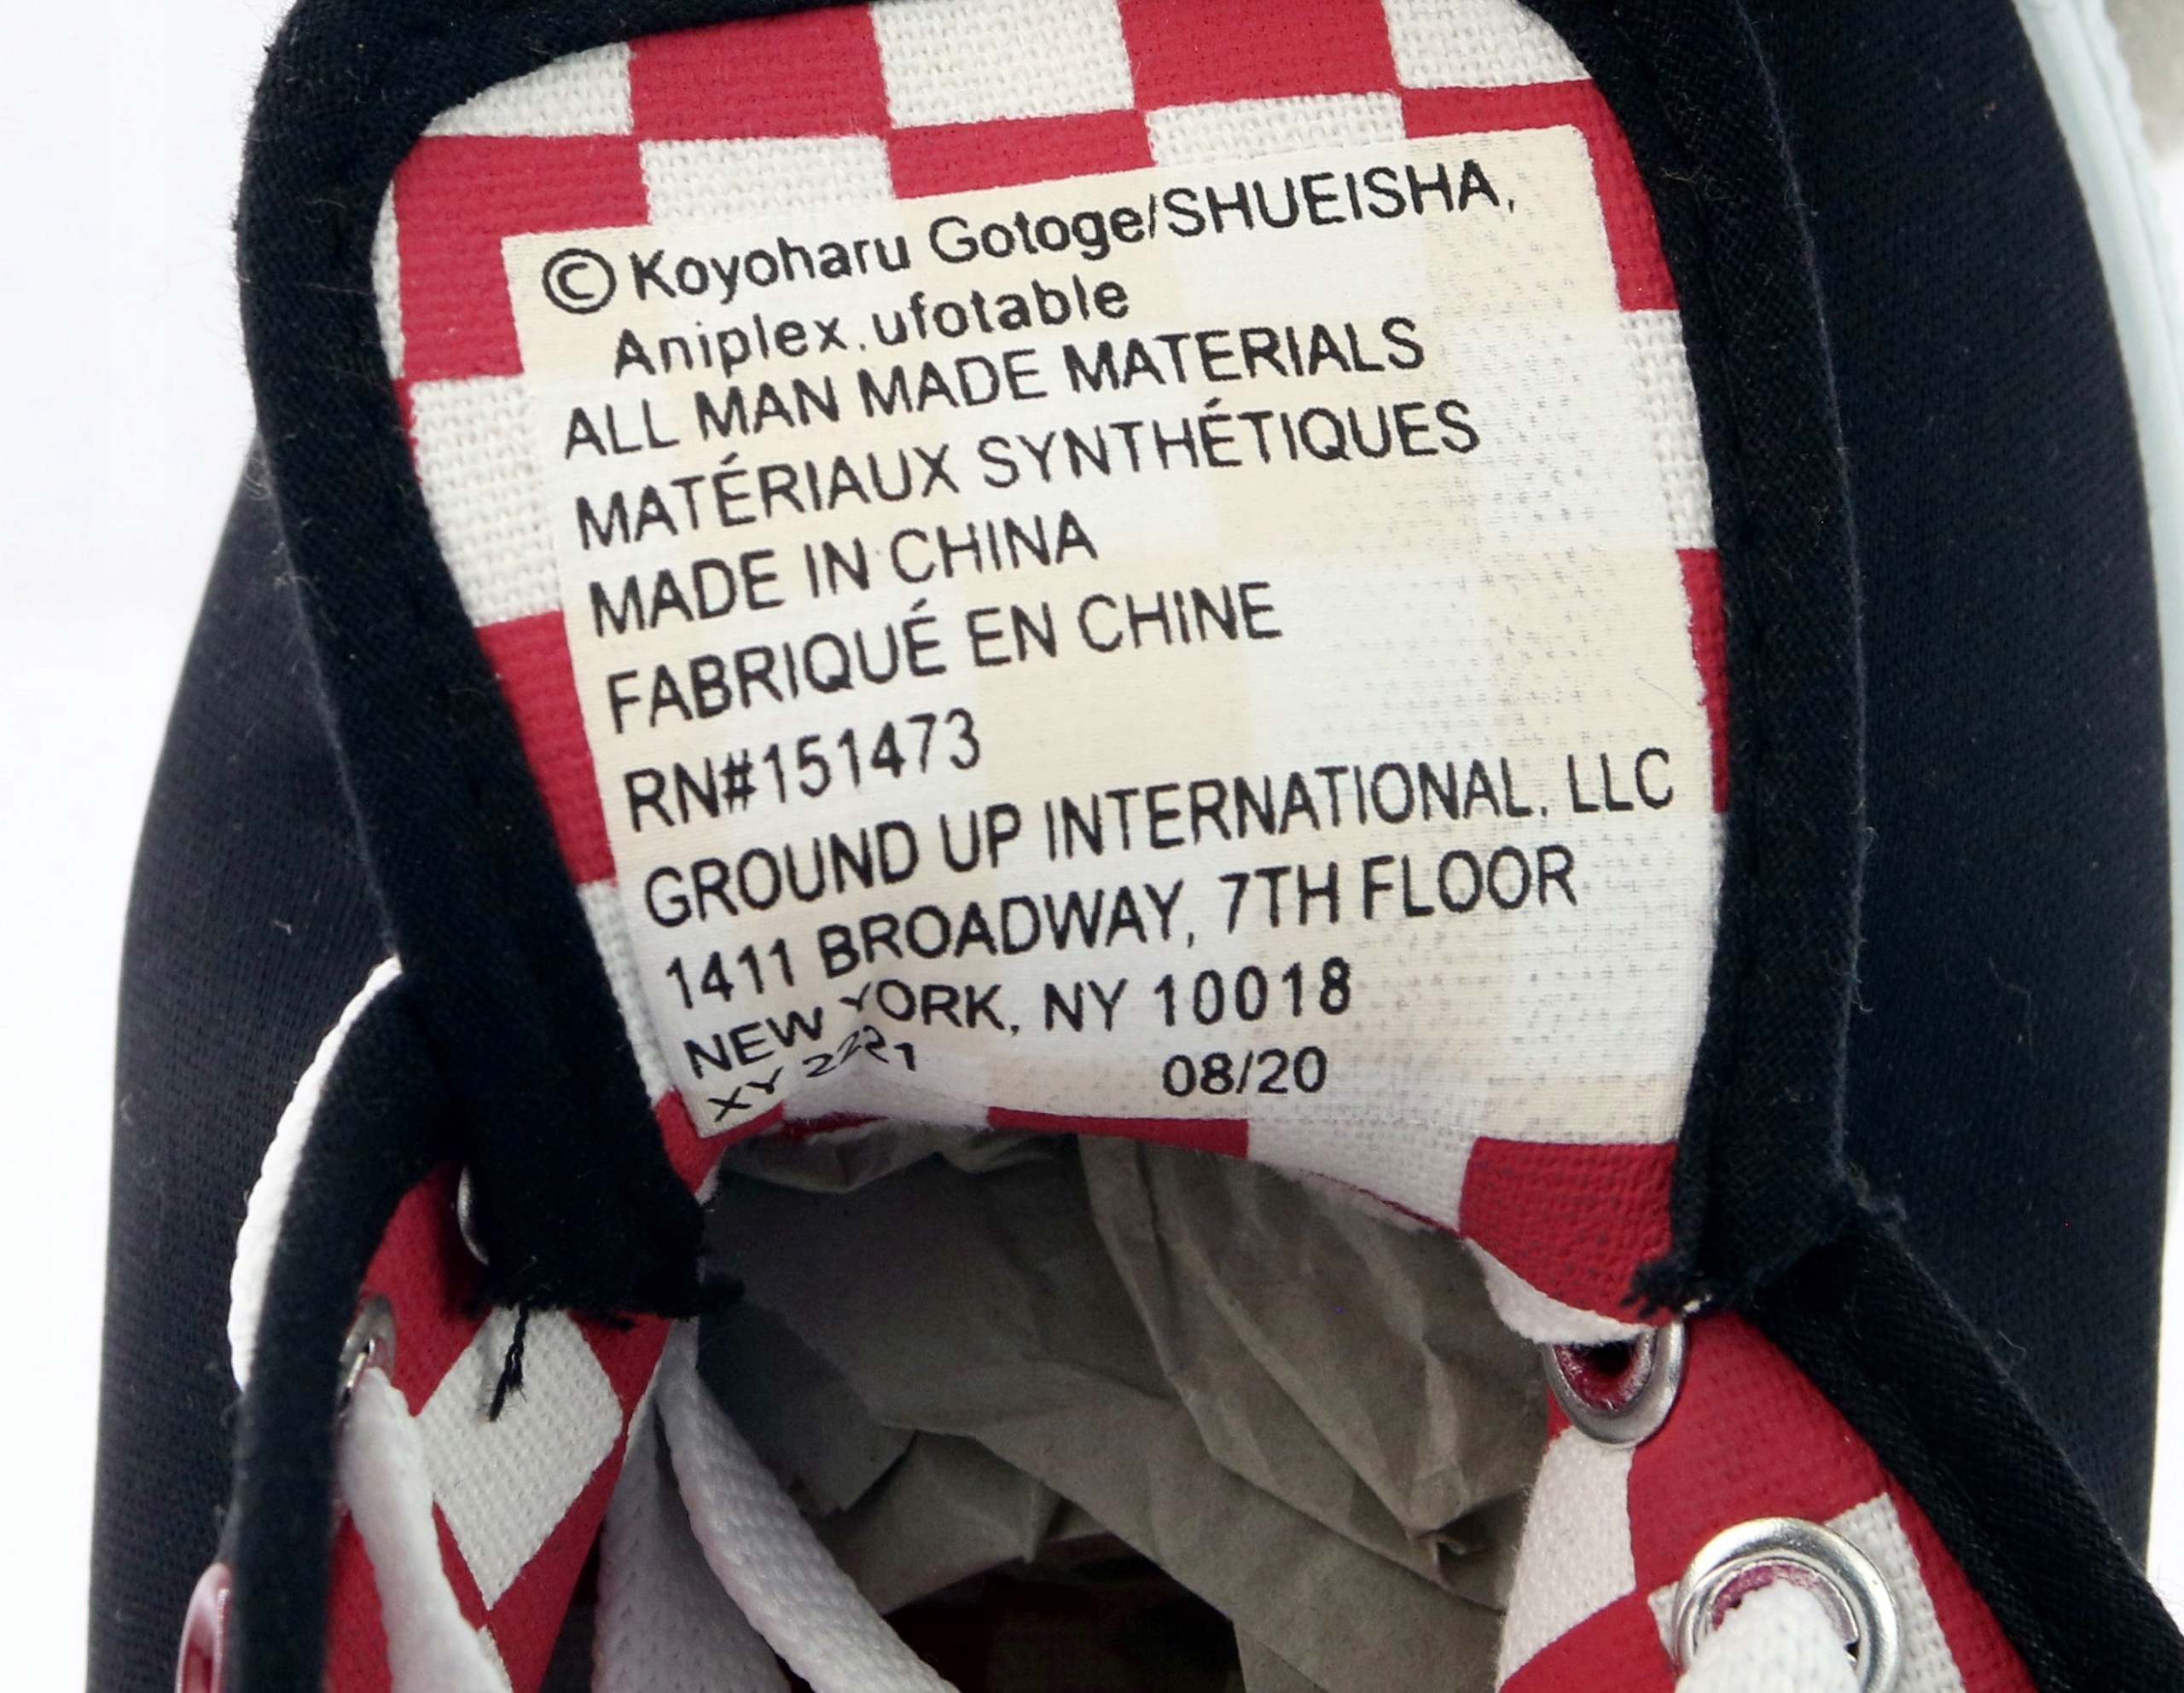 © Koyoharu Gotoge/SHUEISHA,
Aniplex.ufotable
ALL MAN MADE MATERIALS
MATÉRIAUX SYNTHÉTIQUES
MADE IN CHINA
FABRIQUÉ EN CHINE
RN#151473
GROUND UP INTERNATIONAL, LLC
1411 BROADWAY, 7TH FLOOR
NEW YORK, NY 10018
XY 08/20